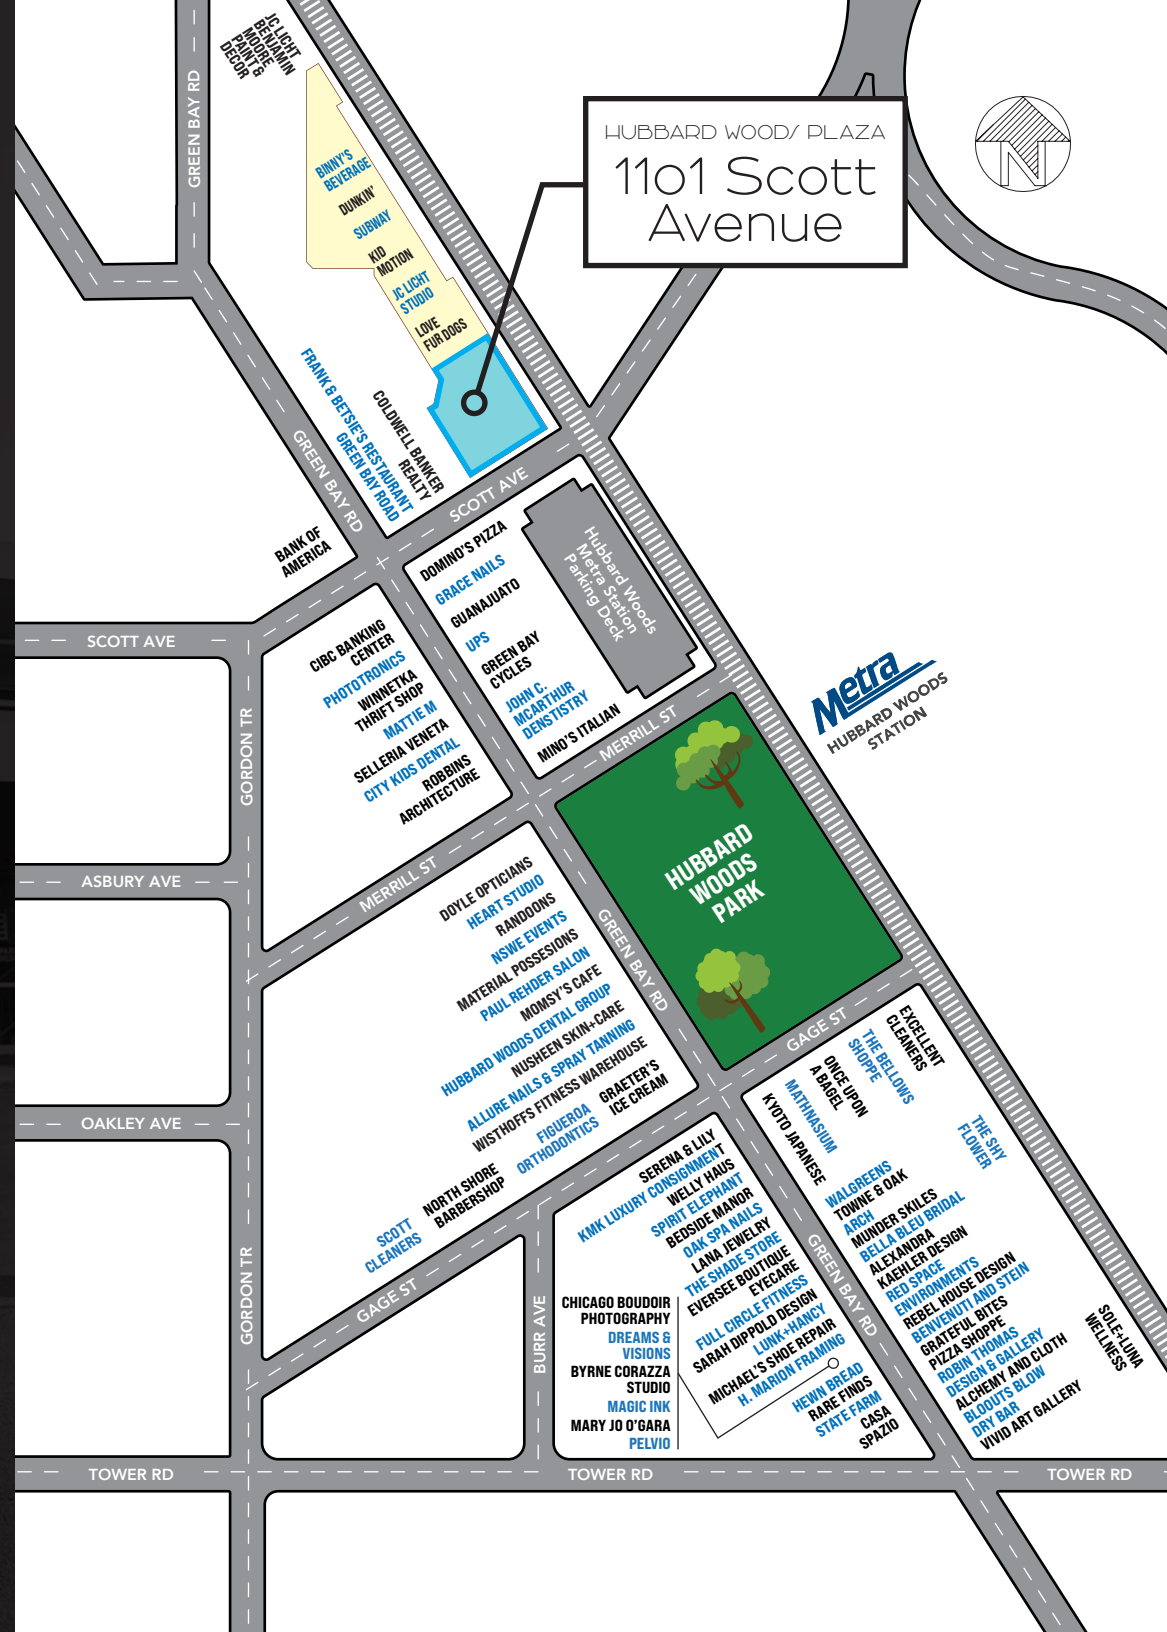 JC LICHT
BENJAMIN
MOORE
PAINT &
DECOR
GREEN BAY RD
HUBBARD WOODS PLAZA
11o1 Scott
Avenue
N
BINNY'S
BEVERAGE
DUNKIN'
SUBWAY
KID
MOTION
JC LICHT
STUDIO
LOVE
FUR DOGS
FRANK & BETSIE'S RESTAURANT
GREEN BAY ROAD
COLDWELL BANKER
REALTY
GREEN BAY RD
SCOTT AVE
BANK OF
AMERICA
DOMINO'S PIZZA
GRACE NAILS
GUANAJUATO
UPS
GREEN BAY
CYCLES
JOHN C.
MCARTHUR
DENSTISTRY
MINO'S ITALIAN
Hubbard Woods
Metra Station
Parking Deck
SCOTT AVE
CIBC BANKING
CENTER
PHOTOTRONICS
WINNETKA
THRIFT SHOP
MATTIE M
SELLERIA VENETA
CITY KIDS DENTAL
ROBBINS
ARCHITECTURE
GORDON TR
MERRILL ST
Metra
HUBBARD WOODS
STATION
HUBBARD
WOODS
PARK
ASBURY AVE
MERRILL ST
DOYLE OPTICIANS
HEART STUDIO
RANDOONS
NSWE EVENTS
MATERIAL POSSESIONS
PAUL REHDER SALON
MOMSY'S CAFE
HUBBARD WOODS DENTAL GROUP
NUSHEEN SKIN+CARE
ALLURE NAILS & SPRAY TANNING
WISTHOFFS FITNESS WAREHOUSE
GRAETER'S
ICE CREAM
FIGUEROA
ORTHODONTICS
NORTH SHORE
BARBERSHOP
SCOTT
CLEANERS
GREEN BAY RD
GAGE ST
EXCELLENT
CLEANERS
THE BELLOWS
SHOPPE
ONCE UPON
A BAGEL
MATHNASIUM
KYOTO JAPANESE
THE SHY
FLOWER
OAKLEY AVE
GORDON TR
GAGE ST
BURR AVE
SERENA & LILY
KMK LUXURY CONSIGNMENT
WELLY HAUS
SPIRIT ELEPHANT
BEDSIDE MANOR
OAK SPA NAILS
LANA JEWELRY
THE SHADE STORE
EVERSEE BOUTIQUE
EYECARE
FULL CIRCLE FITNESS
SARAH DIPPOLD DESIGN
LUNK+HANCY
MICHAEL'S SHOE REPAIR
H. MARION FRAMING
HEWN BREAD
RARE FINDS
STATE FARM
CASA
SPAZIO
CHICAGO BOUDOIR
PHOTOGRAPHY
DREAMS &
VISIONS
BYRNE CORAZZA
STUDIO
MAGIC INK
MARY JO O'GARA
PELVIO
GREEN BAY RD
WALGREENS
TOWNE & OAK
ARCH
MUNDER SKILES
BELLA BLEU BRIDAL
ALEXANDRA
KAEHLER DESIGN
RED SPACE
ENVIRONMENTS
REBEL HOUSE DESIGN
BENVENUTI AND STEIN
GRATEFUL BITES
PIZZA SHOPPE
ROBIN THOMAS
DESIGN & GALLERY
ALCHEMY AND CLOTH
BLOOUTS BLOW
DRY BAR
VIVID ART GALLERY
SOLE+LUNA
WELLNESS
TOWER RD
TOWER RD
TOWER RD